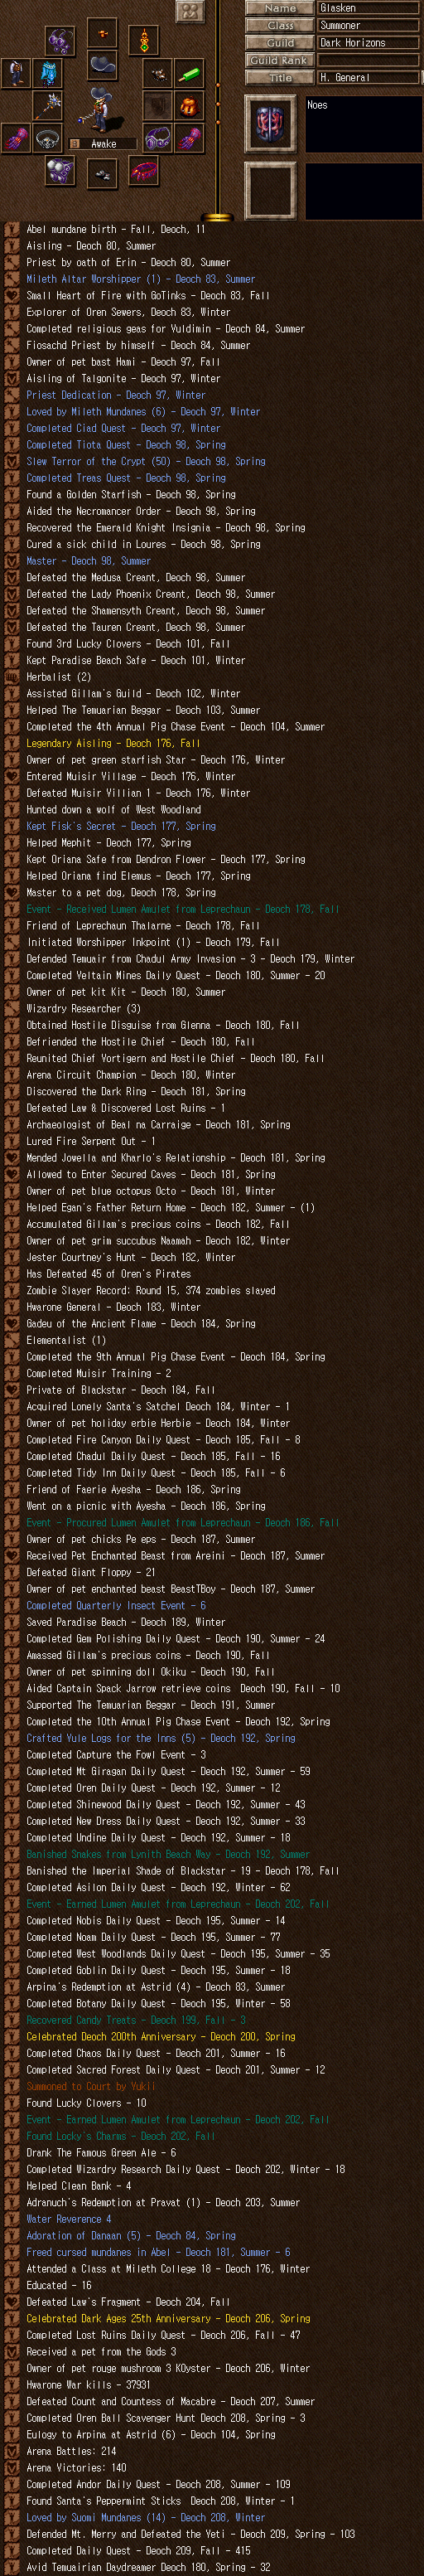 Name Glasken
Class Summoner
Guild Dark Horizons
Guild Rank
Title H. General
Awake
Noes
Abel mundane birth - Fall, Deoch, 11
Aisling - Deoch 80, Summer
Priest by oath of Erin - Deoch 80, Summer
Mileth Altar Worshipper (1) - Deoch 83, Summer
Small Heart of Fire with GoTinks - Deoch 83, Fall
Explorer of Oren Sewers, Deoch 83, Winter
Completed religious geas for Yuldimin - Deoch 84, Summer
Fiosachd Priest by himself - Deoch 84, Summer
Owner of pet bast Hami - Deoch 97, Fall
Aisling of Talgonite - Deoch 97, Winter
Priest Dedication - Deoch 97, Winter
Loved by Mileth Mundanes (6) - Deoch 97, Winter
Completed Ciad Quest - Deoch 97, Winter
Completed Tlota Quest - Deoch 98, Spring
Slew Terror of the Crypt (50) - Deoch 98, Spring
Completed Treas Quest - Deoch 98, Spring
Found a Golden Starfish - Deoch 98, Spring
Aided the Necromancer Order - Deoch 98, Spring
Recovered the Emerald Knight Insignia - Deoch 98, Spring
Cured a sick child in Loures - Deoch 98, Spring
Master - Deoch 98, Summer
Defeated the Medusa Creant, Deoch 98, Summer
Defeated the Lady Phoenix Creant, Deoch 98, Summer
Defeated the Shamensyth Creant, Deoch 98, Summer
Defeated the Tauren Creant, Deoch 98, Summer
Found 3rd Lucky Clovers - Deoch 101, Fall
Kept Paradise Beach Safe - Deoch 101, Winter
Herbalist (2)
Assisted Gillam's Guild - Deoch 102, Winter
Helped The Temuairan Beggar - Deoch 103, Summer
Completed the 4th Annual Pig Chase Event - Deoch 104, Summer
Legendary Aisling - Deoch 176, Fall
Owner of pet green starfish Star - Deoch 176, Winter
Entered Muisir Village - Deoch 176, Winter
Defeated Muisir Villian 1 - Deoch 176, Winter
Hunted down a wolf of West Woodland
Kept Fisk's Secret - Deoch 177, Spring
Helped Mephit - Deoch 177, Spring
Kept Oriana Safe from Dendron Flower - Deoch 177, Spring
Helped Oriana find Elemus - Deoch 177, Spring
Master to a pet dog, Deoch 178, Spring
Event - Received Lumen Amulet from Leprechaun - Deoch 178, Fall
Friend of Leprechaun Thalarne - Deoch 178, Fall
Initiated Worshipper Inkpoint (1) - Deoch 179, Fall
Defended Temuair from Chadul Army Invasion - 3 - Deoch 179, Winter
Completed Veltain Mines Daily Quest - Deoch 180, Summer - 20
Owner of pet kit Kit - Deoch 180, Summer
Wizardry Researcher (3)
Obtained Hostile Disguise from Glenna - Deoch 180, Fall
Befriended the Hostile Chief - Deoch 180, Fall
Reunited Chief Vortigern and Hostile Chief - Deoch 180, Fall
Arena Circuit Champion - Deoch 180, Winter
Discovered the Dark Ring - Deoch 181, Spring
Defeated Law & Discovered Lost Ruins - 1
Archaeologist of Beal na Carraige - Deoch 181, Spring
Lured Fire Serpent Out - 1
Mended Jowella and Kharlo's Relationship - Deoch 181, Spring
Allowed to Enter Secured Caves - Deoch 181, Spring
Owner of pet blue octopus Octo - Deoch 181, Winter
Helped Egan's Father Return Home - Deoch 182, Summer - (1)
Accumulated Gillam's precious coins - Deoch 182, Fall
Owner of pet grim succubus Naamah - Deoch 182, Winter
Jester Courtney's Hunt - Deoch 182, Winter
Has Defeated 45 of Oren's Pirates
Zombie Slayer Record: Round 15, 374 zombies slayed
Hwarone General - Deoch 183, Winter
Gadeu of the Ancient Flame - Deoch 184, Spring
Elementalist (1)
Completed the 9th Annual Pig Chase Event - Deoch 184, Spring
Completed Muisir Training - 2
Private of Blackstar - Deoch 184, Fall
Acquired Lonely Santa's Satchel Deoch 184, Winter - 1
Owner of pet holiday erbie Herbie - Deoch 184, Winter
Completed Fire Canyon Daily Quest - Deoch 185, Fall - 8
Completed Chadul Daily Quest - Deoch 185, Fall - 16
Completed Tidy Inn Daily Quest - Deoch 185, Fall - 6
Friend of Faerie Ayesha - Deoch 186, Spring
Went on a picnic with Ayesha - Deoch 186, Spring
Event - Procured Lumen Amulet from Leprechaun - Deoch 186, Fall
Owner of pet chicks Pe eps - Deoch 187, Summer
Received Pet Enchanted Beast from Areini - Deoch 187, Summer
Defeated Giant Floppy - 21
Owner of pet enchanted beast BeastTBoy - Deoch 187, Summer
Completed Quarterly Insect Event - 6
Saved Paradise Beach - Deoch 189, Winter
Completed Gem Polishing Daily Quest - Deoch 190, Summer - 24
Amassed Gillam's precious coins - Deoch 190, Fall
Owner of pet spinning doll Okiku - Deoch 190, Fall
Aided Captain Spack Jarrow retrieve coins Deoch 190, Fall - 10
Supported The Temuarian Beggar - Deoch 191, Summer
Completed the 10th Annual Pig Chase Event - Deoch 192, Spring
Crafted Yule Logs for the Inns (5) - Deoch 192, Spring
Completed Capture the Fowl Event - 3
Completed Mt Giragan Daily Quest - Deoch 192, Summer - 59
Completed Oren Daily Quest - Deoch 192, Summer - 12
Completed Shinewood Daily Quest - Deoch 192, Summer - 43
Completed New Dress Daily Quest - Deoch 192, Summer - 33
Completed Undine Daily Quest - Deoch 192, Summer - 18
Banished Snakes from Lynith Beach Way - Deoch 192, Summer
Banished the Imperial Shade of Blackstar - 19 - Deoch 178, Fall
Completed Asilon Daily Quest - Deoch 192, Winter - 62
Event - Earned Lumen Amulet from Leprechaun - Deoch 202, Fall
Completed Nobis Daily Quest - Deoch 195, Summer - 14
Completed Noam Daily Quest - Deoch 195, Summer - 77
Completed West Woodlands Daily Quest - Deoch 195, Summer - 35
Completed Goblin Daily Quest - Deoch 195, Summer - 18
Arpina's Redemption at Astrid (4) - Deoch 83, Summer
Completed Botany Daily Quest - Deoch 195, Winter - 58
Recovered Candy Treats - Deoch 199, Fall - 3
Celebrated Deoch 200th Anniversary - Deoch 200, Spring
Completed Chaos Daily Quest - Deoch 201, Summer - 16
Completed Sacred Forest Daily Quest - Deoch 201, Summer - 12
Summoned to Court by Yukii
Found Lucky Clovers - 10
Event - Earned Lumen Amulet from Leprechaun - Deoch 202, Fall
Found Locky's Charms - Deoch 202, Fall
Drank The Famous Green Ale - 6
Completed Wizardry Research Daily Quest - Deoch 202, Winter - 18
Helped Clean Bank - 4
Adranuch's Redemption at Pravat (1) - Deoch 203, Summer
Water Reverence 4
Adoration of Danaan (5) - Deoch 84, Spring
Freed cursed mundanes in Abel - Deoch 181, Summer - 6
Attended a Class at Mileth College 18 - Deoch 176, Winter
Educated - 16
Defeated Law's Fragment - Deoch 204, Fall
Celebrated Dark Ages 25th Anniversary - Deoch 206, Spring
Completed Lost Ruins Daily Quest - Deoch 206, Fall - 47
Received a pet from the Gods 3
Owner of pet rouge mushroom 3 KOyster - Deoch 206, Winter
Hwarone War kills - 37931
Defeated Count and Countess of Macabre - Deoch 207, Summer
Completed Oren Ball Scavenger Hunt Deoch 208, Spring - 3
Eulogy to Arpina at Astrid (6) - Deoch 104, Spring
Arena Battles: 214
Arena Victories: 140
Completed Andor Daily Quest - Deoch 208, Summer - 109
Found Santa's Peppermint Sticks Deoch 208, Winter - 1
Loved by Suomi Mundanes (14) - Deoch 208, Winter
Defended Mt. Merry and Defeated the Yeti - Deoch 209, Spring - 103
Completed Daily Quest - Deoch 209, Fall - 415
Avid Temuairian Daydreamer Deoch 180, Spring - 32